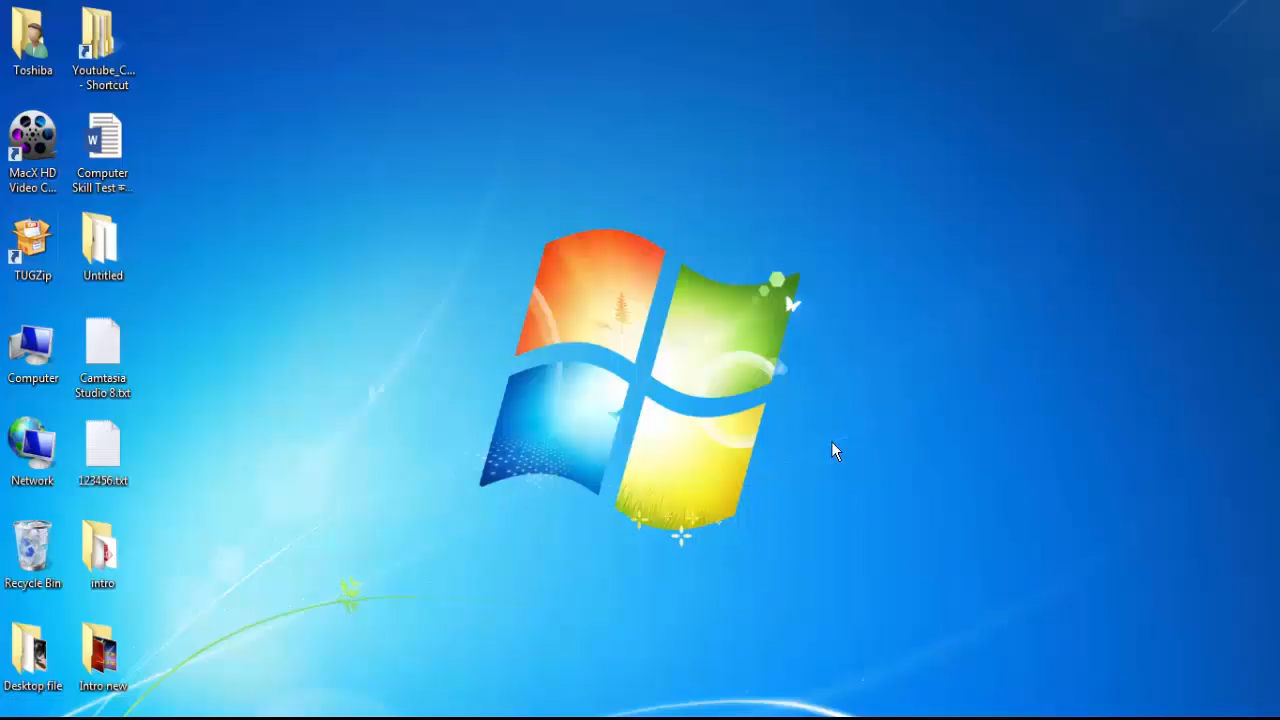 Toshiba
Youtube_C...
- Shortcut
MacX HD
Video C...
Computer
Skill Test
TUGZip
Untitled
Computer
Camtasia
Studio 8.txt
Network
123456.txt
Recycle Bin
intro
Desktop file
Intro new
W